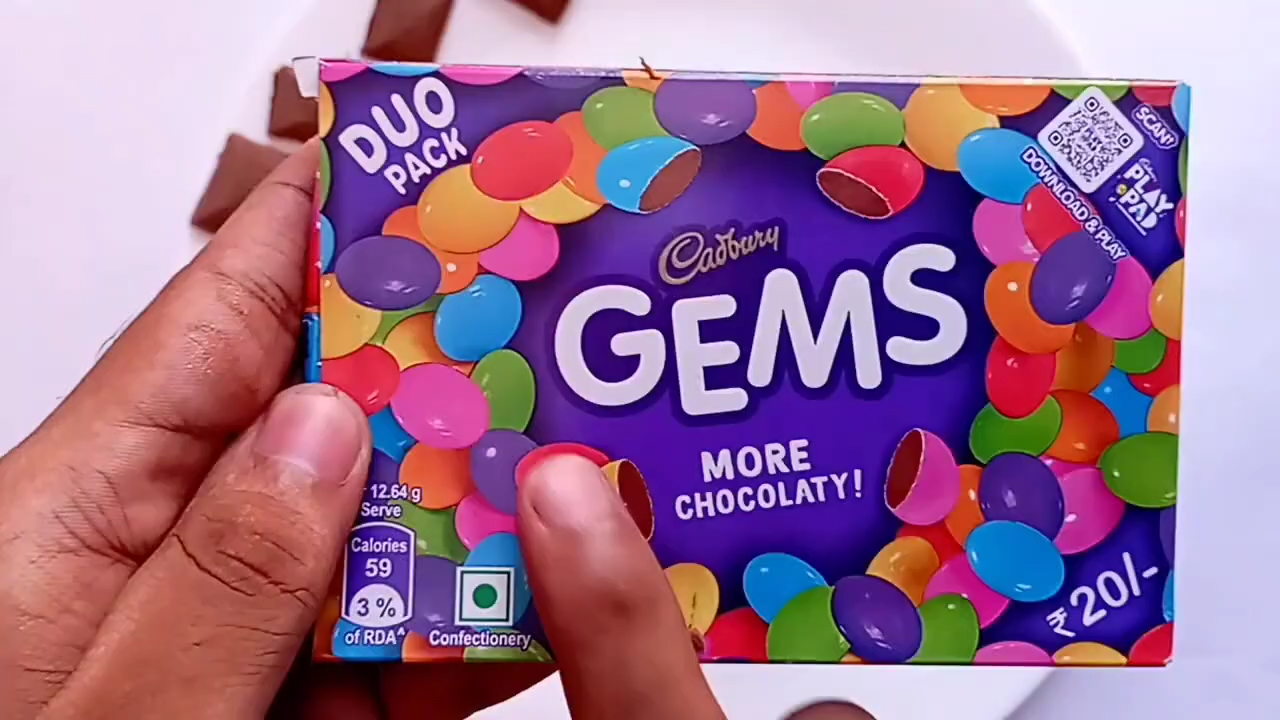 DUO
PACK
SCAN
DOWNLOAD & PLAY
PLAY
PAD
Cadbury
GEMS
MORE
CHOCOLATY!
12.64 g
Serve
Calories
59
3 %
of RDA^
Confectionery
₹20/-